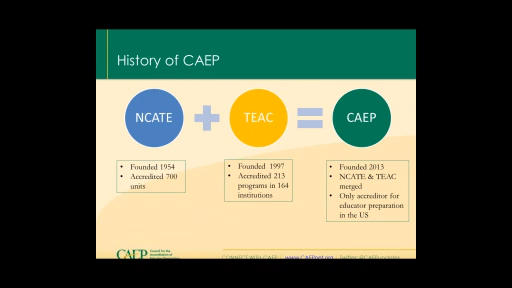 History of CAEP
NCATE
TEAC
CAEP
• Founded 1954
• Accredited 700
units
• Founded 1997
• Accredited 213
programs in 164
institutions
• Founded 2013
• NCATE & TEAC
merged
• Only accreditor for
educator preparation
in the US
CAEP
CONNECT WITH CAEP | www.CAEPnet.org | Twitter: @CAEPupdates